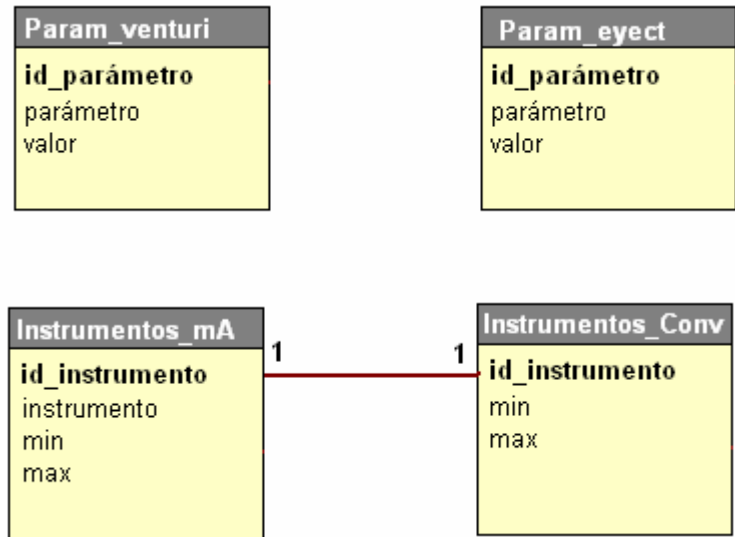 Param_venturi
id_parámetro
parámetro
valor
Param_eyect
id_parámetro
parámetro
valor
Instrumentos_mA
id_instrumento
instrumento
min
max
1
1
Instrumentos_Conv
id_instrumento
min
max